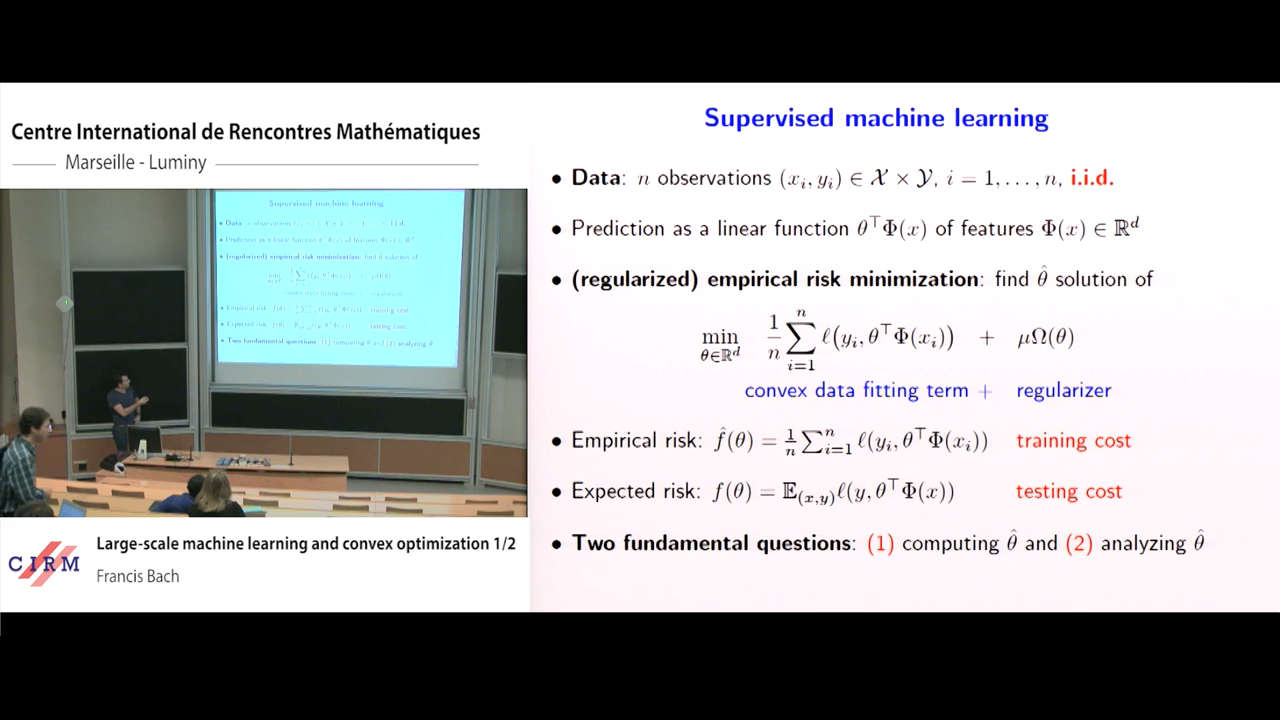 Centre International de Rencontres Mathématiques
Marseille - Luminy
Supervised machine learning
• Data: n observations (xᵢ, yᵢ) ∈ 𝒳 × 𝒴, i = 1, . . . , n, i.i.d.
• Prediction as a linear function θ⊤Φ(x) of features Φ(x) ∈ ℝᵈ
• (regularized) empirical risk minimization: find θ̂ solution of
min θ∈ℝᵈ 1/n ∑ⁿᵢ₌₁ ℓ(yᵢ, θ⊤Φ(xᵢ)) + μΩ(θ)
convex data fitting term + regularizer
• Empirical risk: f̂(θ) = 1/n ∑ⁿᵢ₌₁ ℓ(yᵢ, θ⊤Φ(xᵢ)) training cost
• Expected risk: f(θ) = 𝔼₍ₓ,ᵧ₎ℓ(y, θ⊤Φ(x)) testing cost
• Two fundamental questions: (1) computing θ̂ and (2) analyzing θ̂
CIRM
Large-scale machine learning and convex optimization 1/2
Francis Bach